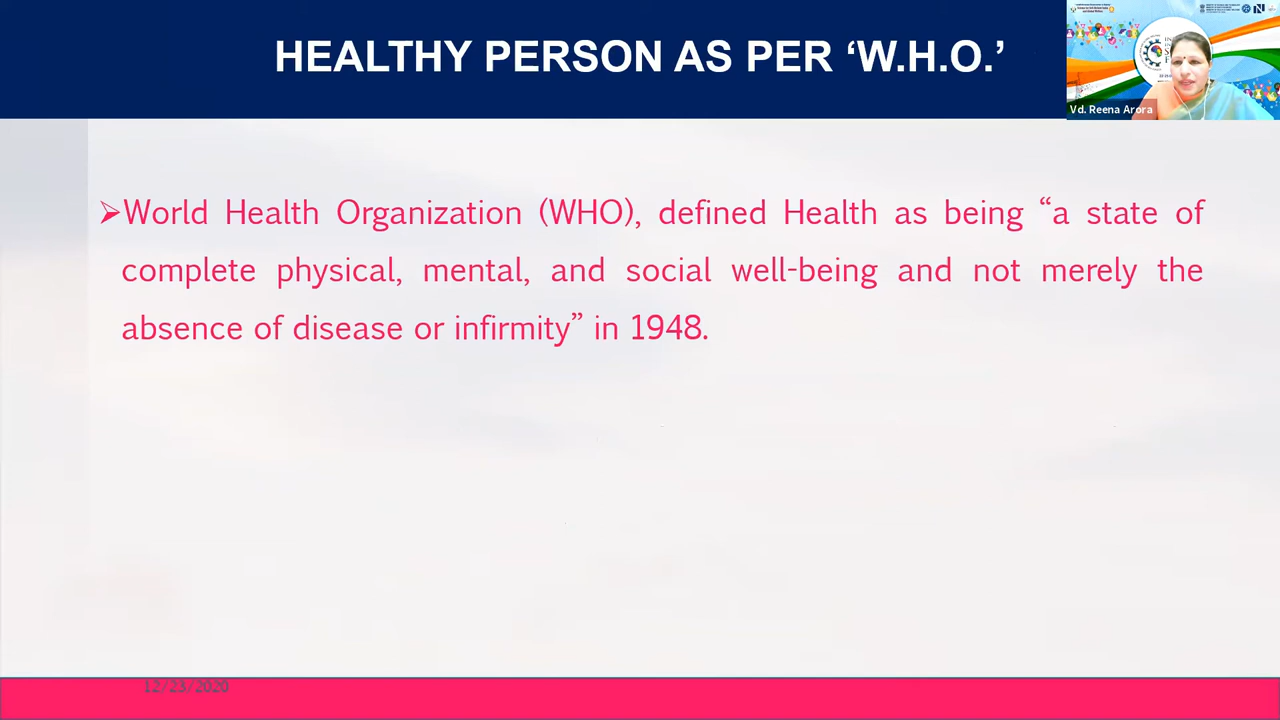 HEALTHY PERSON AS PER ‘W.H.O.’
Vd. Reena Arora
➢World Health Organization (WHO), defined Health as being “a state of
complete physical, mental, and social well-being and not merely the
absence of disease or infirmity” in 1948.
12/23/2020